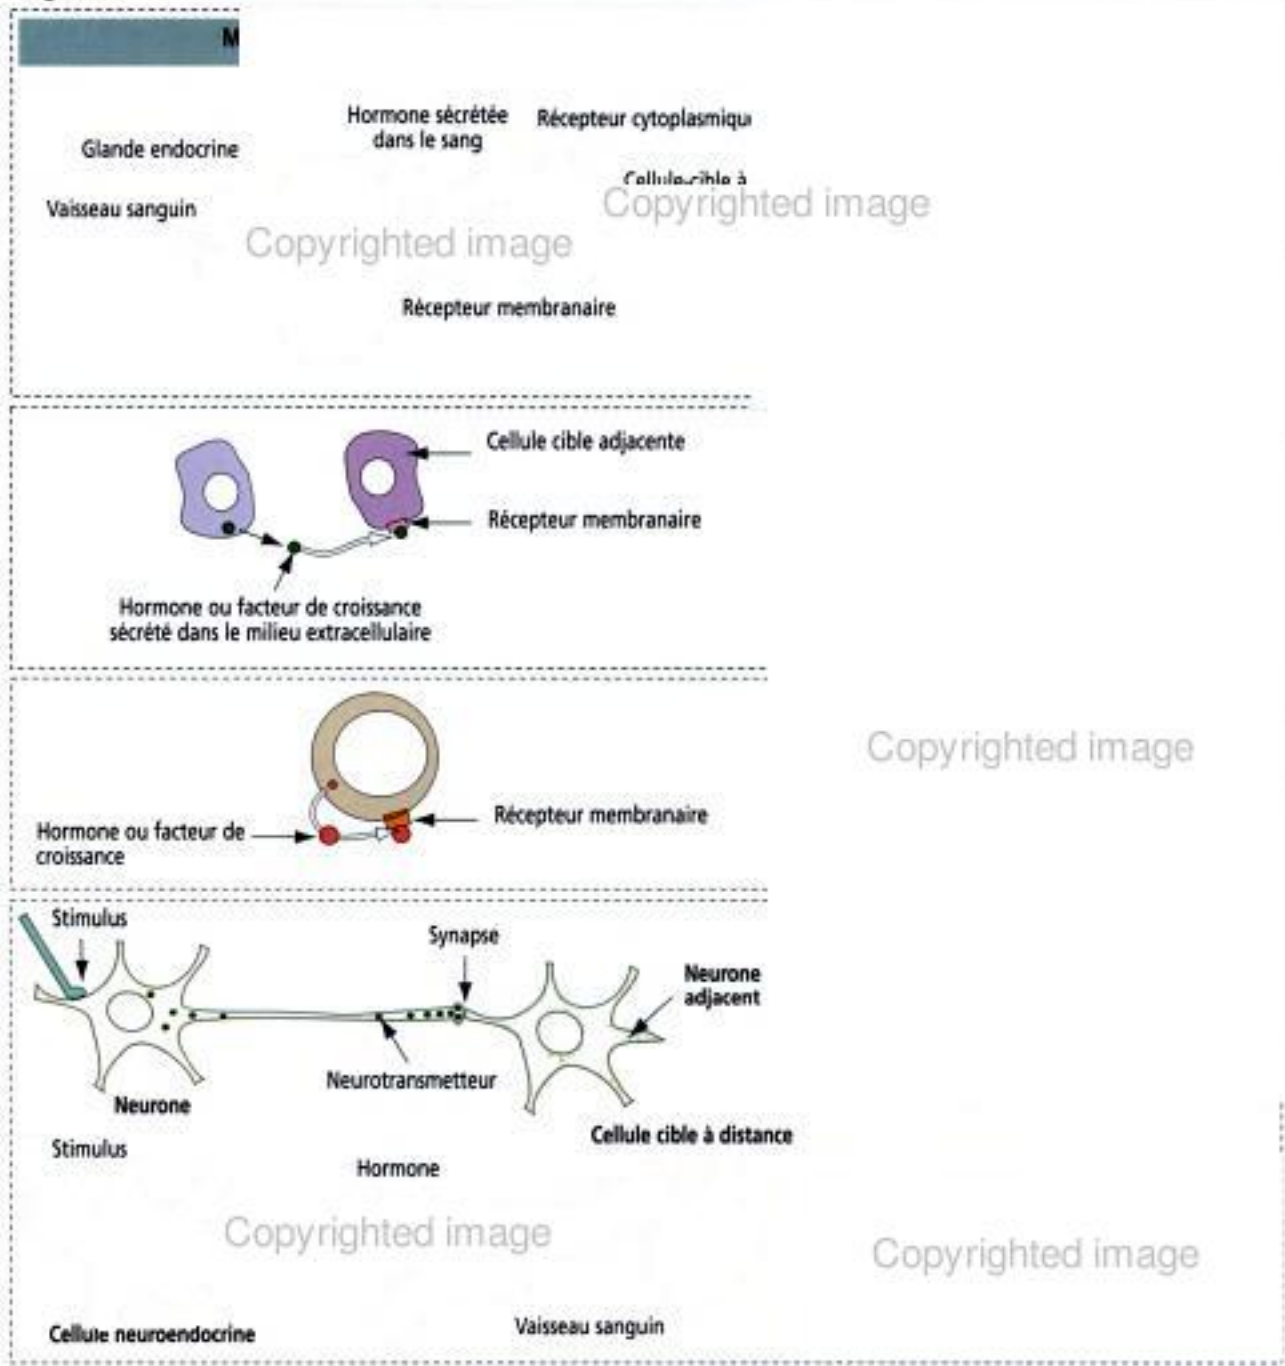 M
Hormone sécrétée
dans le sang
Récepteur cytoplasmiqu
Glande endocrine
Cellule-cible à
Vaisseau sanguin
Copyrighted image
Copyrighted image
Récepteur membranaire
Cellule cible adjacente
Récepteur membranaire
Hormone ou facteur de croissance
sécrété dans le milieu extracellulaire
Copyrighted image
Récepteur membranaire
Hormone ou facteur de
croissance
Stimulus
Synapse
Neurone
adjacent
Neurotransmetteur
Neurone
Cellule cible à distance
Stimulus
Hormone
Copyrighted image
Copyrighted image
Cellule neuroendocrine
Vaisseau sanguin